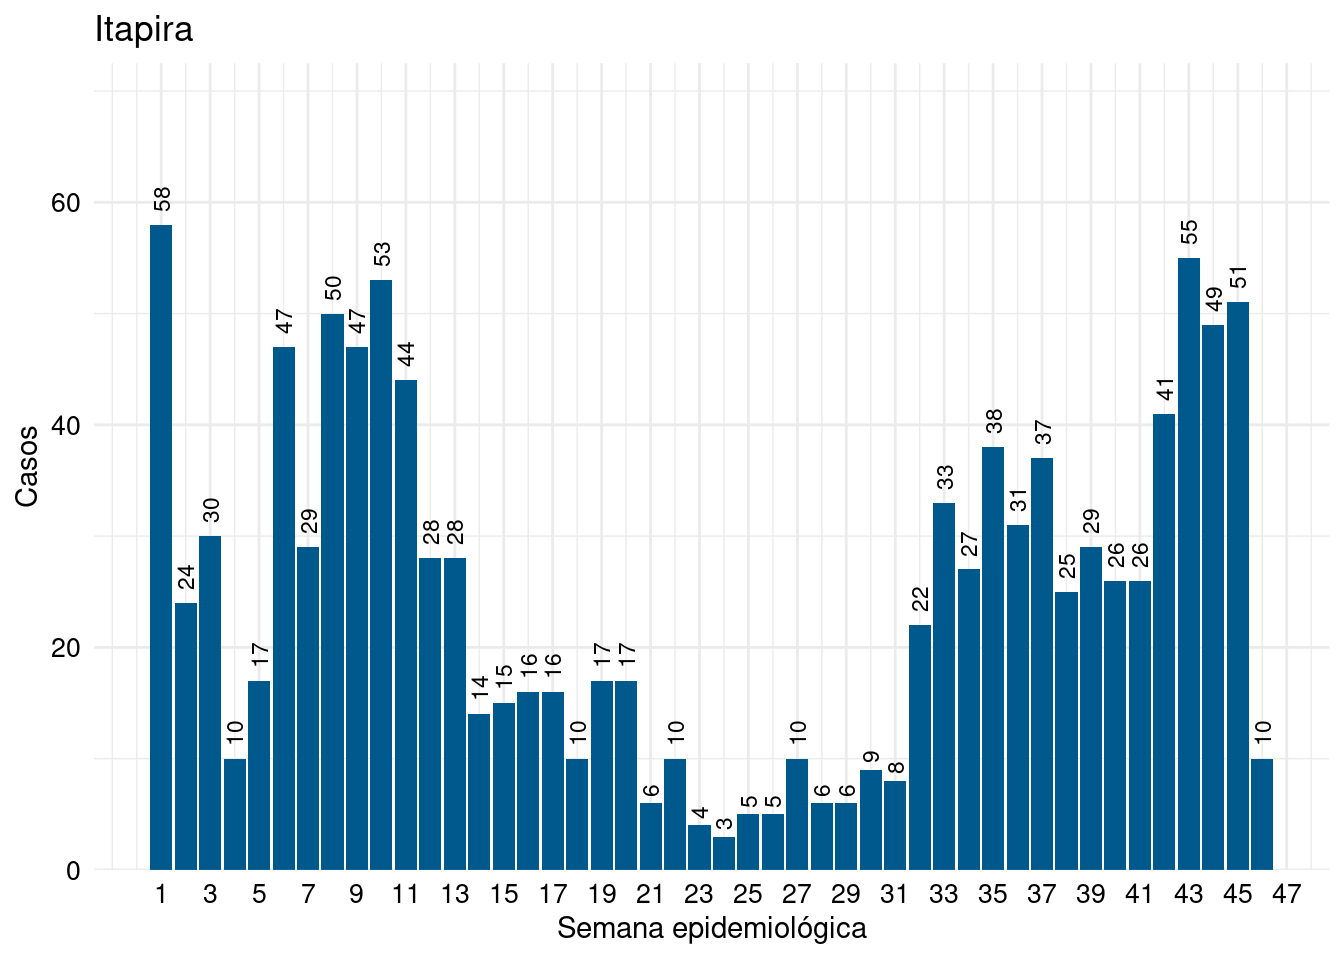 Itapira
Casos
60
40
20
0
58 24 30 10 17 47 29 50 47 53 44 28 28 14 15 16 16 10 17 17 6 10 4 3 5 5 10 6 6 9 8 22 33 27 38 31 37 25 29 26 26 41 55 49 51 10
1 3 5 7 9 11 13 15 17 19 21 23 25 27 29 31 33 35 37 39 41 43 45 47
Semana epidemiológica